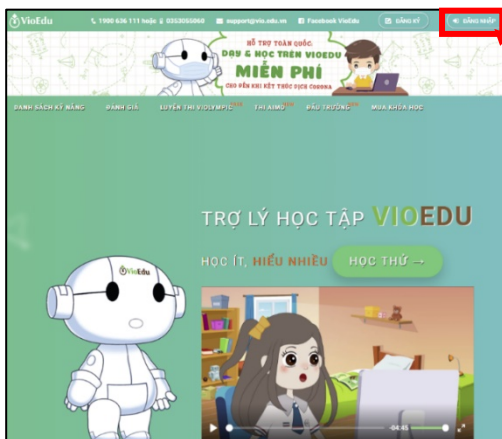 VioEdu
1900 636 111 hoặc 0353055060
support@vio.edu.vn
Facebook VioEdu
ĐĂNG KÝ
ĐĂNG NHẬP
HỖ TRỢ TOÀN QUỐC
DẠY & HỌC TRÊN VIOEDU
MIỄN PHÍ
CHO ĐẾN KHI KẾT THÚC DỊCH CORONA
DANH SÁCH KỸ NĂNG
ĐÁNH GIÁ
LUYỆN THI VIOLYMPIC
THI AIMO
ĐẤU TRƯỜNG
MUA KHÓA HỌC
TRỢ LÝ HỌC TẬP VIOEDU
HỌC ÍT, HIỂU NHIỀU
HỌC THỬ →
VioEdu
-04:45